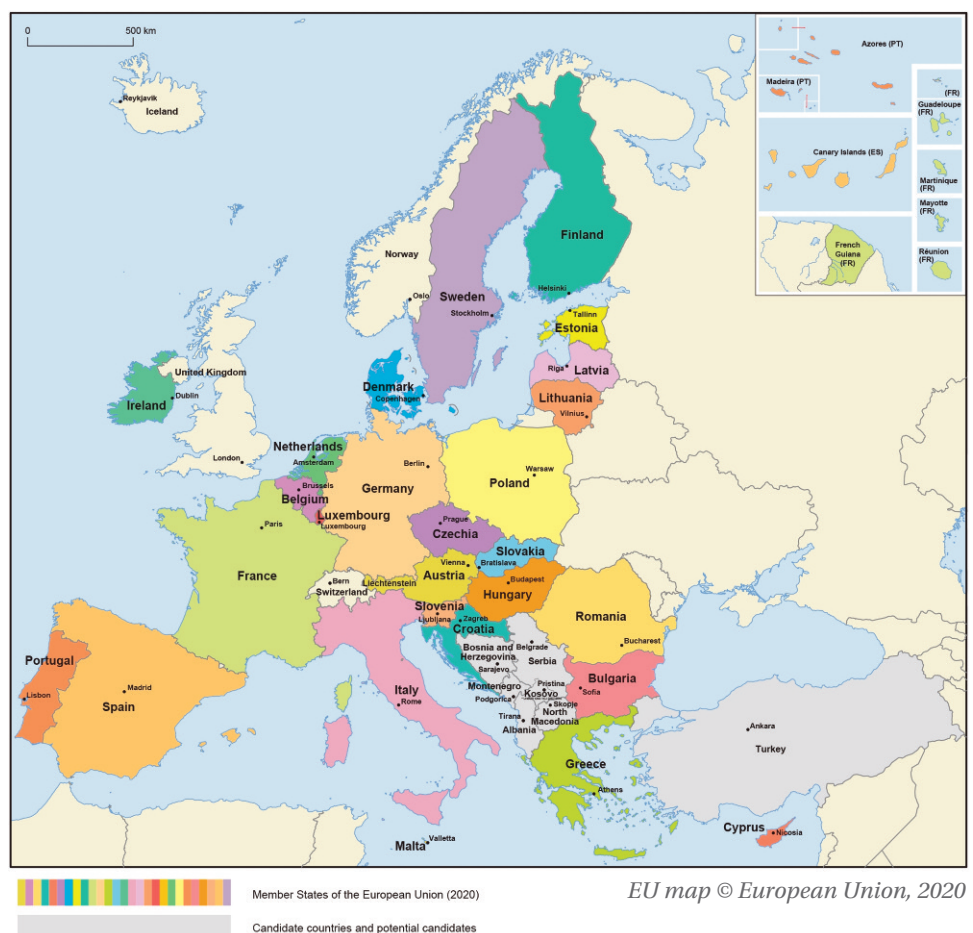 0
500 km
Reykjavik
Iceland
Azores (PT)
Madeira (PT)
(FR)
Guadeloupe
(FR)
Canary Islands (ES)
Martinique
(FR)
Mayotte
(FR)
French
Guiana
(FR)
Réunion
(FR)
Norway
Oslo
Sweden
Stockholm
Finland
Helsinki
Tallinn
Estonia
Riga
Latvia
Lithuania
Vilnius
United Kingdom
Ireland
Dublin
London
Denmark
Copenhagen
Netherlands
Amsterdam
Brussels
Belgium
Luxembourg
Luxembourg
Berlin
Germany
Warsaw
Poland
Prague
Czechia
Slovakia
Bratislava
Vienna
Austria
Budapest
Hungary
Paris
France
Bern
Switzerland
Liechtenstein
Slovenia
Ljubljana
Zagreb
Croatia
Romania
Bucharest
Bosnia and
Herzegovina
Sarajevo
Belgrade
Serbia
Montenegro
Podgorica
Pristina
Kosovo
Skopje
North
Macedonia
Tirana
Albania
Bulgaria
Sofia
Portugal
Lisbon
Madrid
Spain
Italy
Rome
Greece
Athens
Ankara
Turkey
Cyprus
Nicosia
Malta
Valletta
Member States of the European Union (2020)
EU map © European Union, 2020
Candidate countries and potential candidates